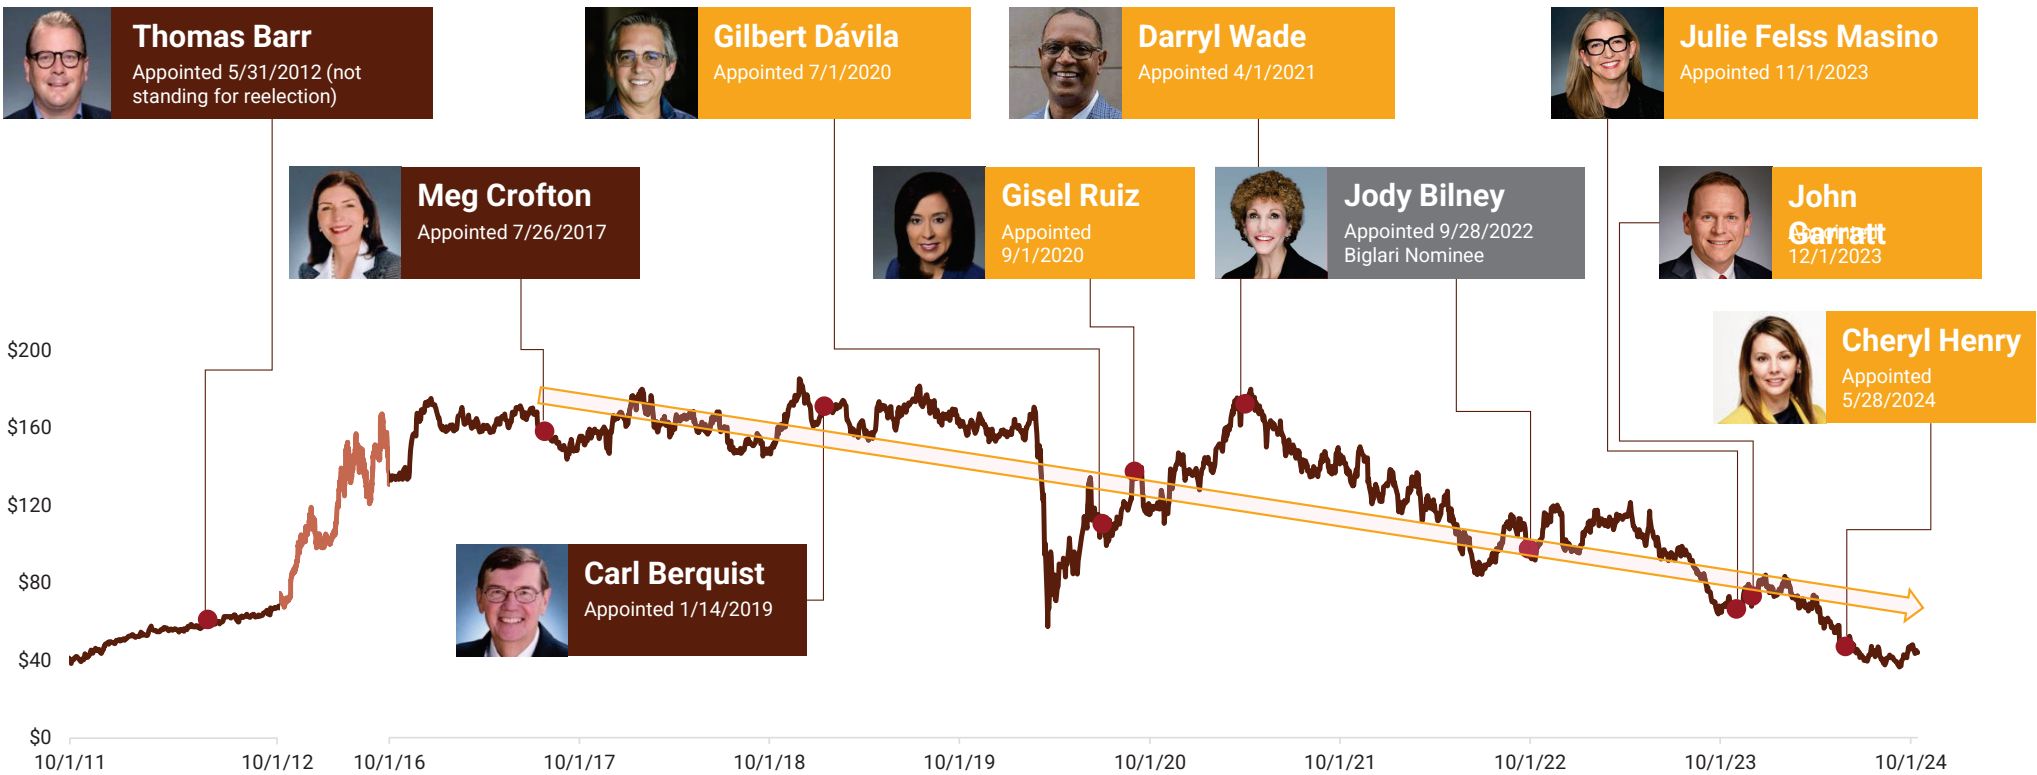 Thomas Barr
Appointed 5/31/2012 (not
standing for reelection)
Gilbert Dávila
Appointed 7/1/2020
Darryl Wade
Appointed 4/1/2021
Julie Felss Masino
Appointed 11/1/2023
Meg Crofton
Appointed 7/26/2017
Gisel Ruiz
Appointed
9/1/2020
Jody Bilney
Appointed 9/28/2022
Biglari Nominee
John
Garratt
Appointed
12/1/2023
Cheryl Henry
Appointed
5/28/2024
Carl Berquist
Appointed 1/14/2019
$200
$160
$120
$80
$40
$0
10/1/11 10/1/12 10/1/16 10/1/17 10/1/18 10/1/19 10/1/20 10/1/21 10/1/22 10/1/23 10/1/24